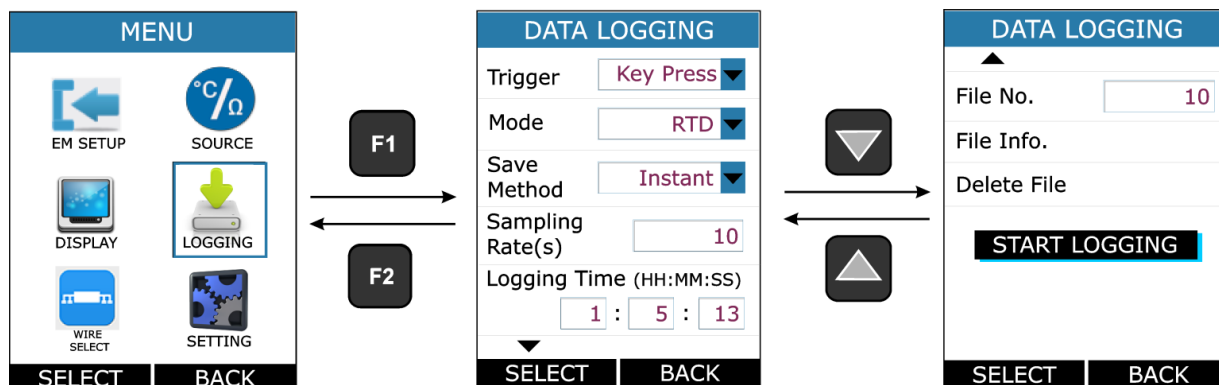 MENU
°C/Ω
EM SETUP
SOURCE
DISPLAY
LOGGING
WIRE
SELECT
SETTING
SELECT BACK
F1
F2
DATA LOGGING
Trigger Key Press
Mode RTD
Save
Method Instant
Sampling
Rate(s) 10
Logging Time (HH:MM:SS)
1 : 5 : 13
SELECT BACK
DATA LOGGING
File No. 10
File Info.
Delete File
START LOGGING
SELECT BACK